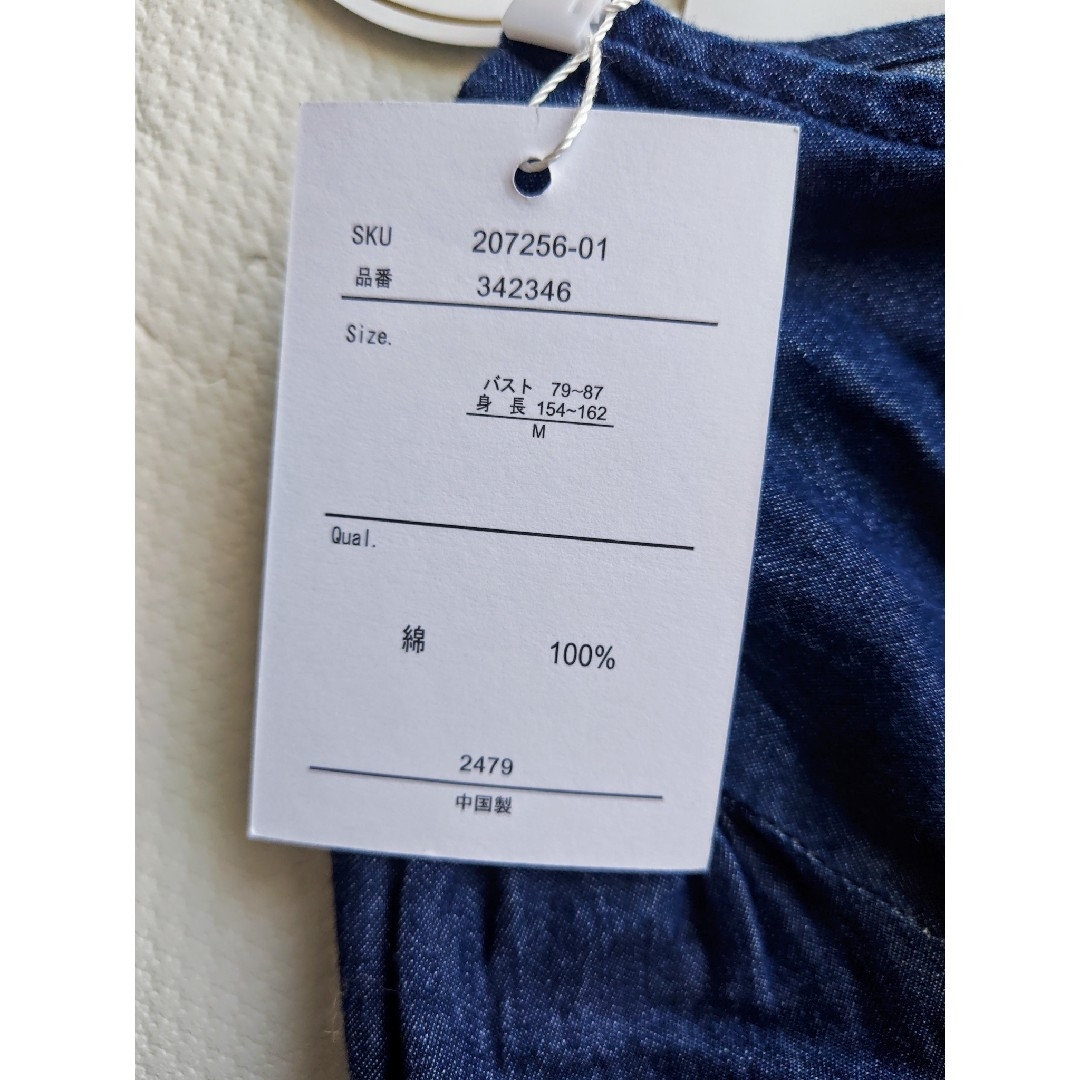 SKU 207256-01
品番 342346
Size.
バスト 79~87
身 長 154~162
M
Qual.
綿 100%
2479
中国製